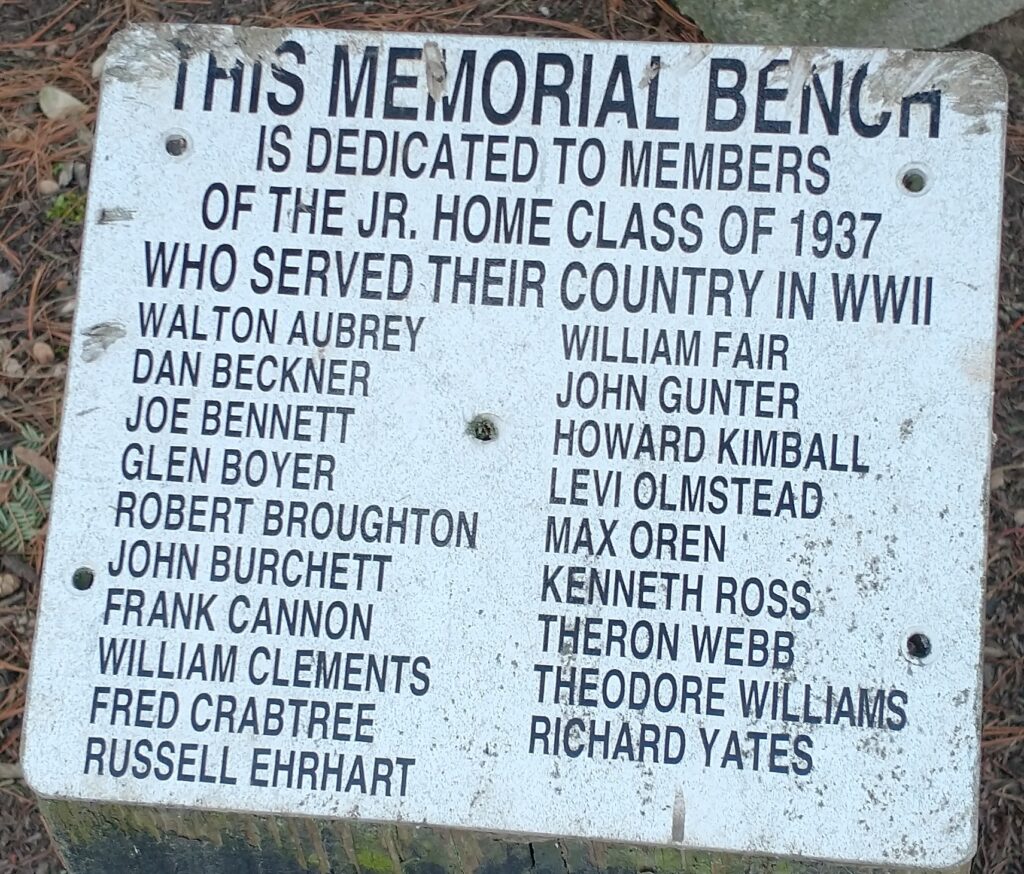 THIS MEMORIAL BENCH
IS DEDICATED TO MEMBERS
OF THE JR. HOME CLASS OF 1937
WHO SERVED THEIR COUNTRY IN WWII
WALTON AUBREY
DAN BECKNER
JOE BENNETT
GLEN BOYER
ROBERT BROUGHTON
JOHN BURCHETT
FRANK CANNON
WILLIAM CLEMENTS
FRED CRABTREE
RUSSELL EHRHART
WILLIAM FAIR
JOHN GUNTER
HOWARD KIMBALL
LEVI OLMSTEAD
MAX OREN
KENNETH ROSS
THERON WEBB
THEODORE WILLIAMS
RICHARD YATES